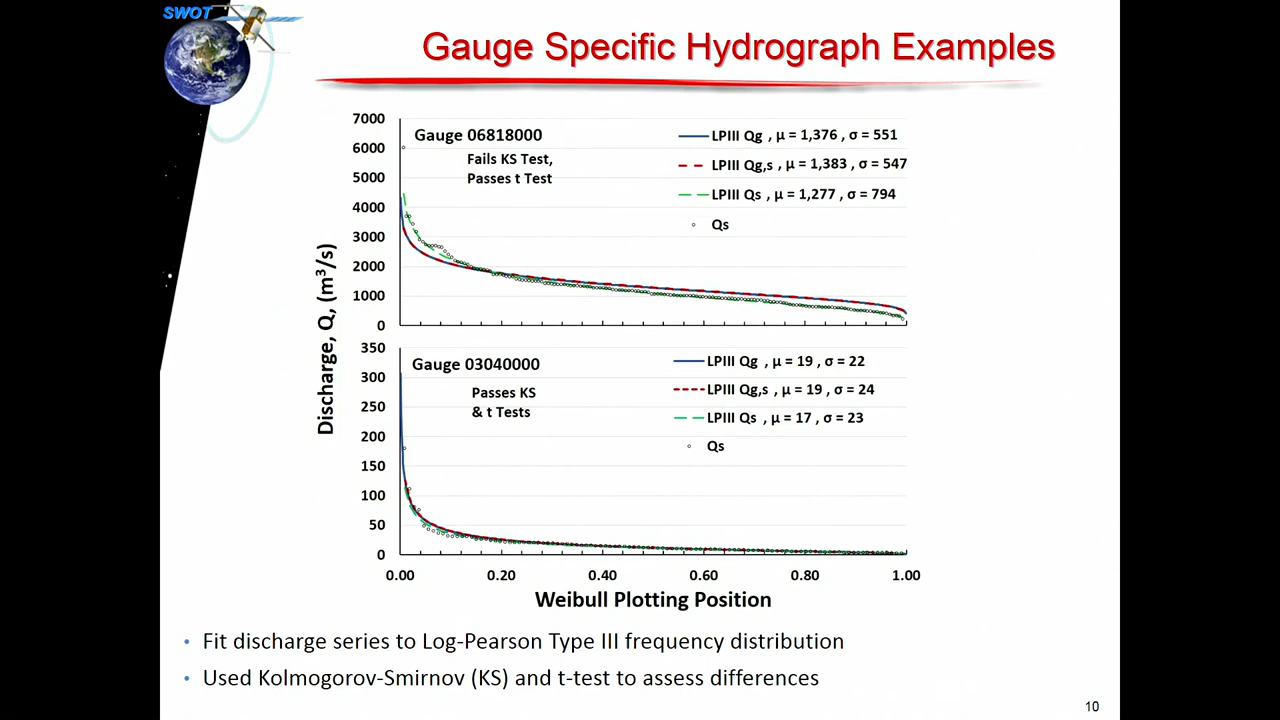 SWOT
Gauge Specific Hydrograph Examples
Discharge, Q, (m³/s)
7000
6000
5000
4000
3000
2000
1000
0
Gauge 06818000
Fails KS Test,
Passes t Test
LPIII Qg , μ = 1,376 , σ = 551
LPIII Qg,s , μ = 1,383 , σ = 547
LPIII Qs , μ = 1,277 , σ = 794
Qs
350
300
250
200
150
100
50
0
Gauge 03040000
Passes KS
& t Tests
LPIII Qg , μ = 19 , σ = 22
LPIII Qg,s , μ = 19 , σ = 24
LPIII Qs , μ = 17 , σ = 23
Qs
0.00 0.20 0.40 0.60 0.80 1.00
Weibull Plotting Position
• Fit discharge series to Log-Pearson Type III frequency distribution
• Used Kolmogorov-Smirnov (KS) and t-test to assess differences
10